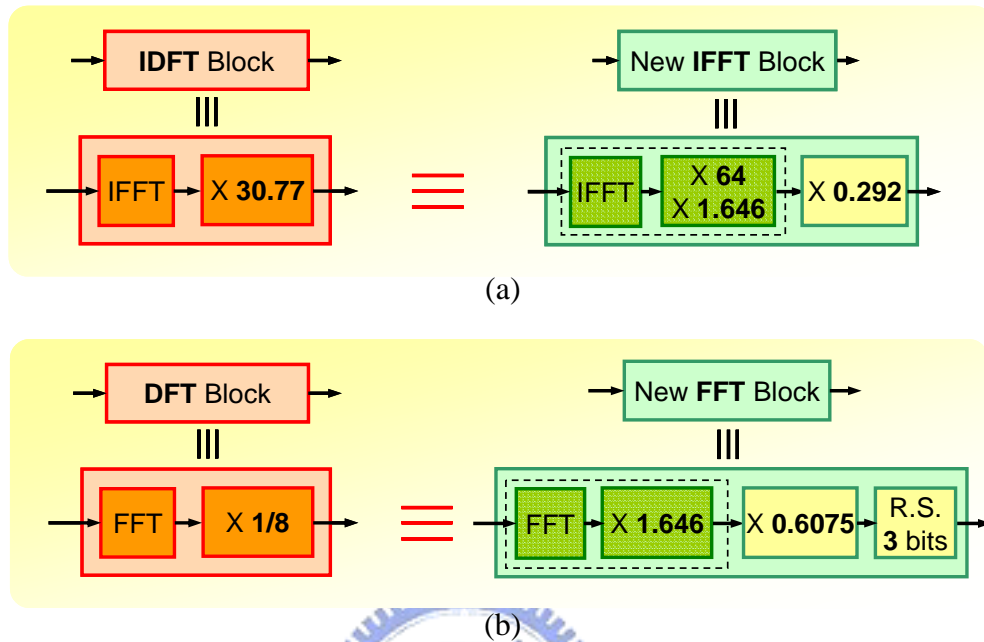 IDFT Block
New IFFT Block
IFFT
X 30.77
IFFT
X 64
X 1.646
X 0.292
(a)
DFT Block
New FFT Block
FFT
X 1/8
FFT
X 1.646
X 0.6075
R.S.
3 bits
(b)